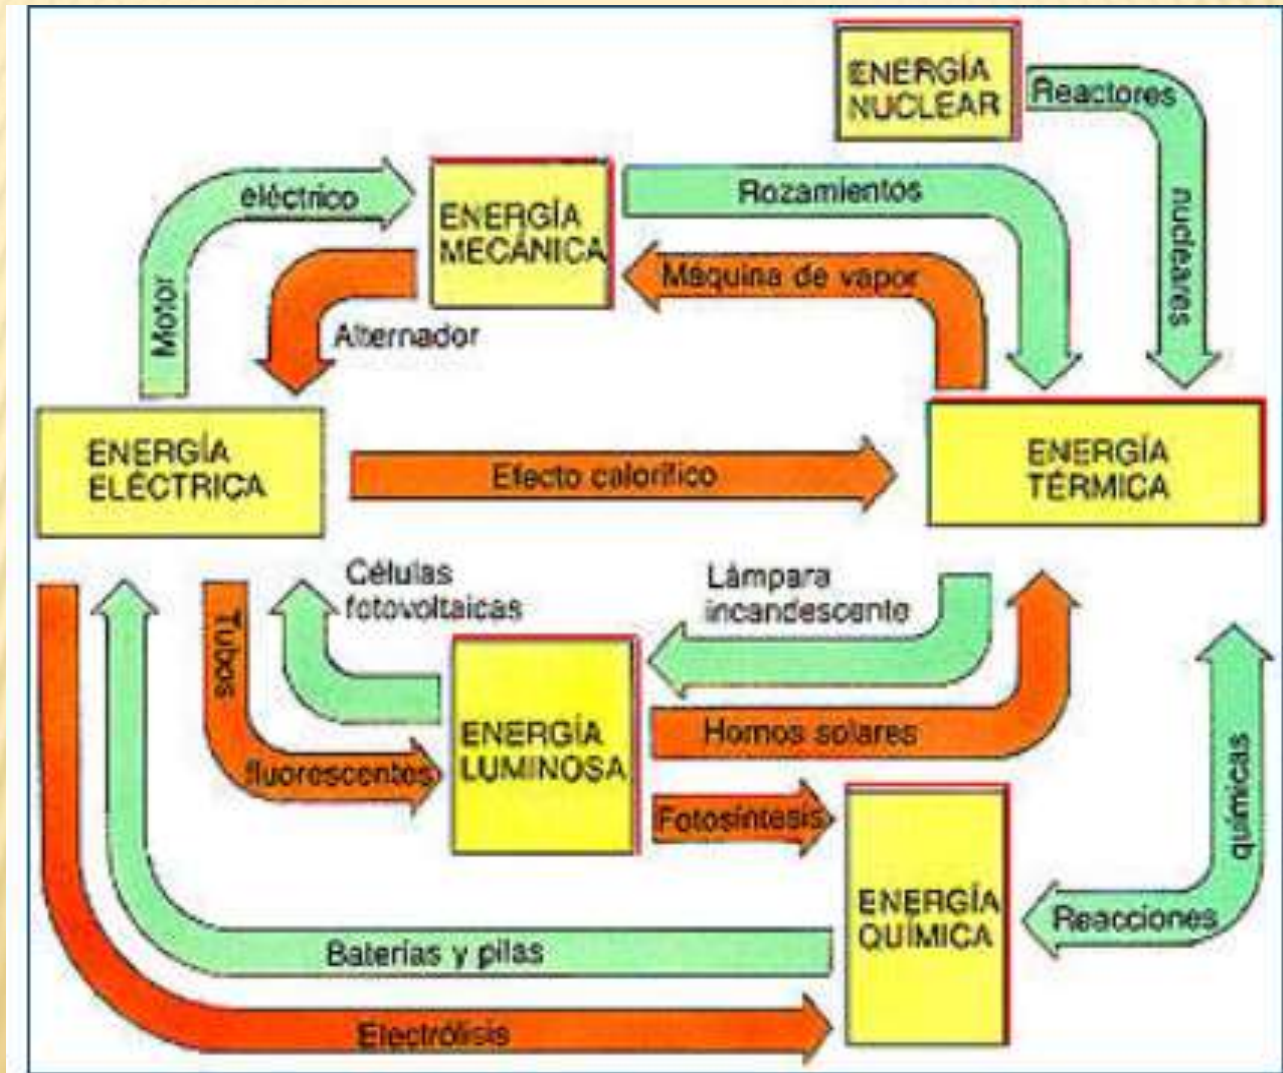 ENERGÍA
NUCLEAR
Reactores
nucleares
eléctrico
Motor
ENERGÍA
MECÁNICA
Rozamientos
Máquina de vapor
Alternador
ENERGÍA
ELÉCTRICA
Efecto calorífico
ENERGÍA
TÉRMICA
Células
fotovoltaicas
Lámpara
incandescente
Tubos
fluorescentes
ENERGÍA
LUMINOSA
Hornos solares
Fotosíntesis
químicas
Reacciones
ENERGÍA
QUÍMICA
Baterías y pilas
Electrólisis